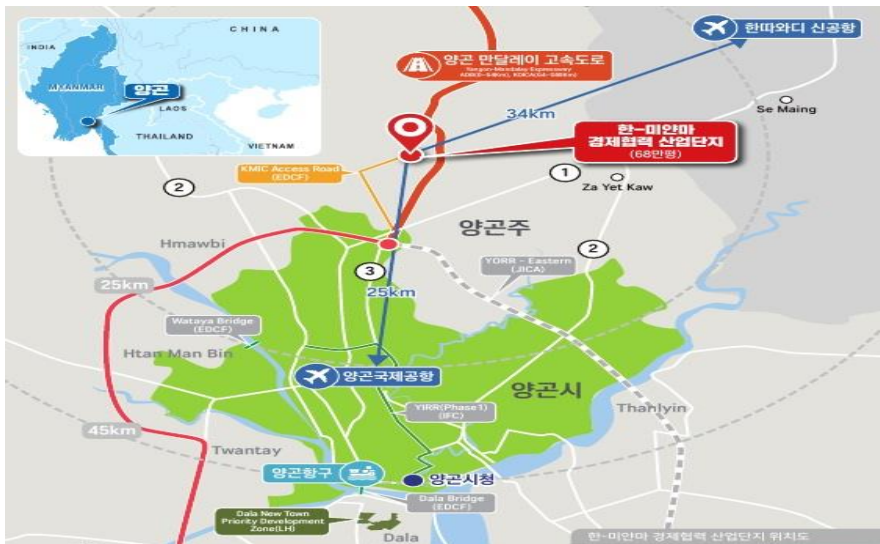 INDIA
CHINA
MYANMAR
양곤
LAOS
THAILAND
VIETNAM
양곤 만달레이 고속도로
Yangon-Mandalay Expressway
한따와디 신공항
Se Maing
34km
한-미얀마
경제협력 산업단지
(68만평)
KMIC Access Road
(EDCF)
2
1
Za Yet Kaw
양곤주
Hmawbi
2
YORR - Eastern
(JICA)
3
25km
25km
Wataya Bridge
(EDCF)
Htan Man Bin
양곤국제공항
양곤시
YIRR(Phase1)
(IFC)
Thanlyin
45km
Twantay
양곤항구
양곤시청
Dala Bridge
(EDCF)
Dala New Town
Priority Development
Zone(LH)
Dala
한-미얀마 경제협력 산업단지 위치도